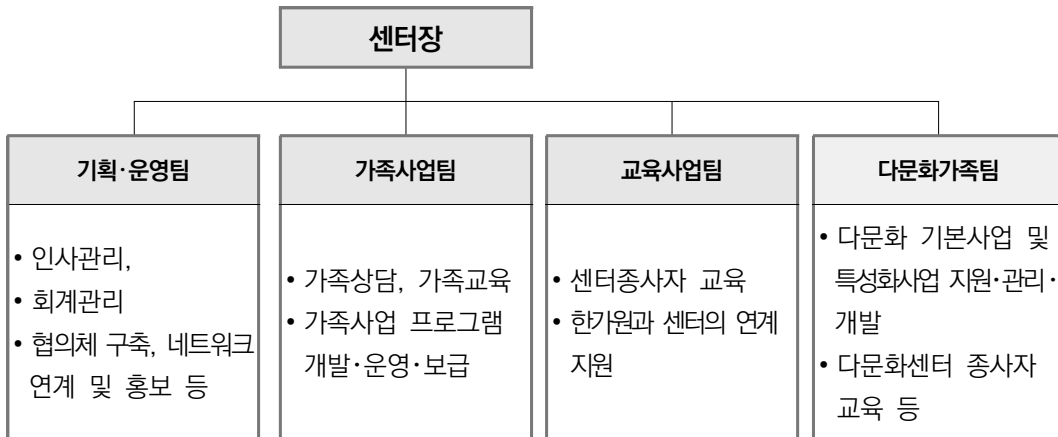 센터장
기획·운영팀
• 인사관리,
• 회계관리
• 협의체 구축, 네트워크
연계 및 홍보 등
가족사업팀
• 가족상담, 가족교육
• 가족사업 프로그램
개발·운영·보급
교육사업팀
• 센터종사자 교육
• 한가원과 센터의 연계
지원
다문화가족팀
• 다문화 기본사업 및
특성화사업 지원·관리·
개발
• 다문화센터 종사자
교육 등